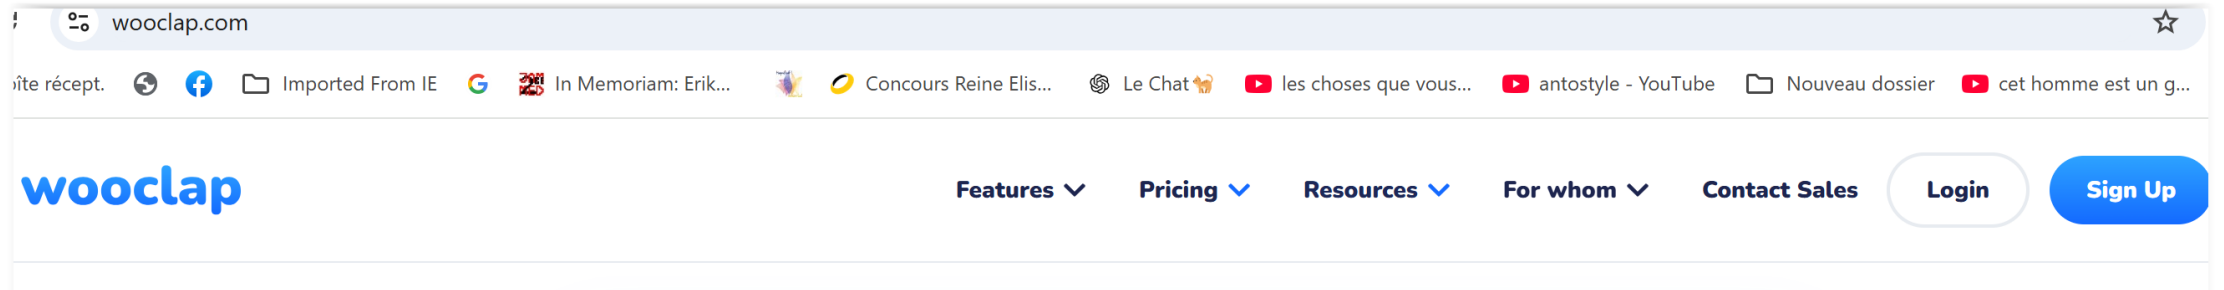 wooclap.com
oîte récept. Imported From IE In Memoriam: Erik... Concours Reine Elis... Le Chat les choses que vous... antostyle - YouTube Nouveau dossier cet homme est un g...
wooclap Features Pricing Resources For whom Contact Sales Login Sign Up